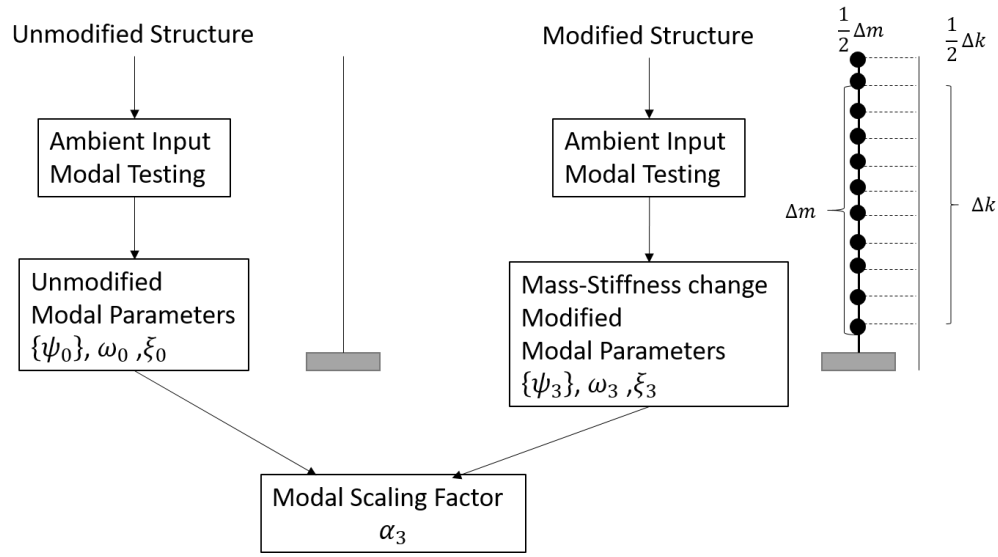 Unmodified Structure
Ambient Input
Modal Testing
Unmodified
Modal Parameters
{ψ₀}, ω₀ ,ξ₀
Modified Structure
Ambient Input
Modal Testing
Mass-Stiffness change
Modified
Modal Parameters
{ψ₃}, ω₃ ,ξ₃
½ Δm
½ Δk
Δm
Δk
Modal Scaling Factor
α₃